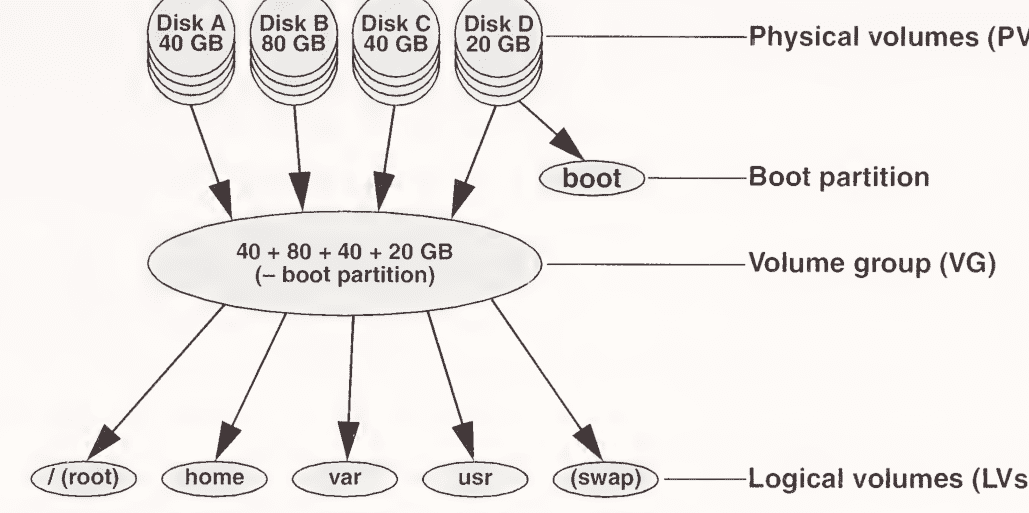 Disk A
40 GB
Disk B
80 GB
Disk C
40 GB
Disk D
20 GB
Physical volumes (PV
boot
Boot partition
40 + 80 + 40 + 20 GB
(– boot partition)
Volume group (VG)
/ (root)
home
var
usr
(swap)
Logical volumes (LVs